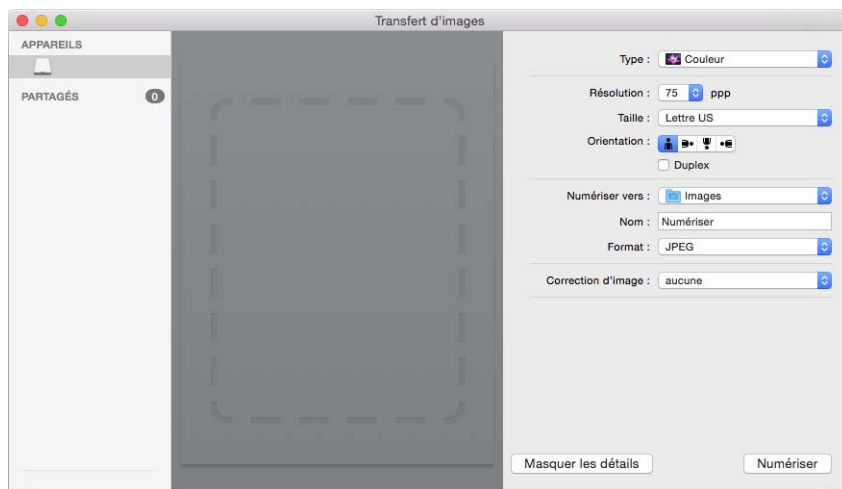 Transfert d'images
APPAREILS
PARTAGÉS 0
Type : Couleur
Résolution : 75 ppp
Taille : Lettre US
Orientation :
Duplex
Numériser vers : Images
Nom : Numériser
Format : JPEG
Correction d'image : aucune
Masquer les détails Numériser